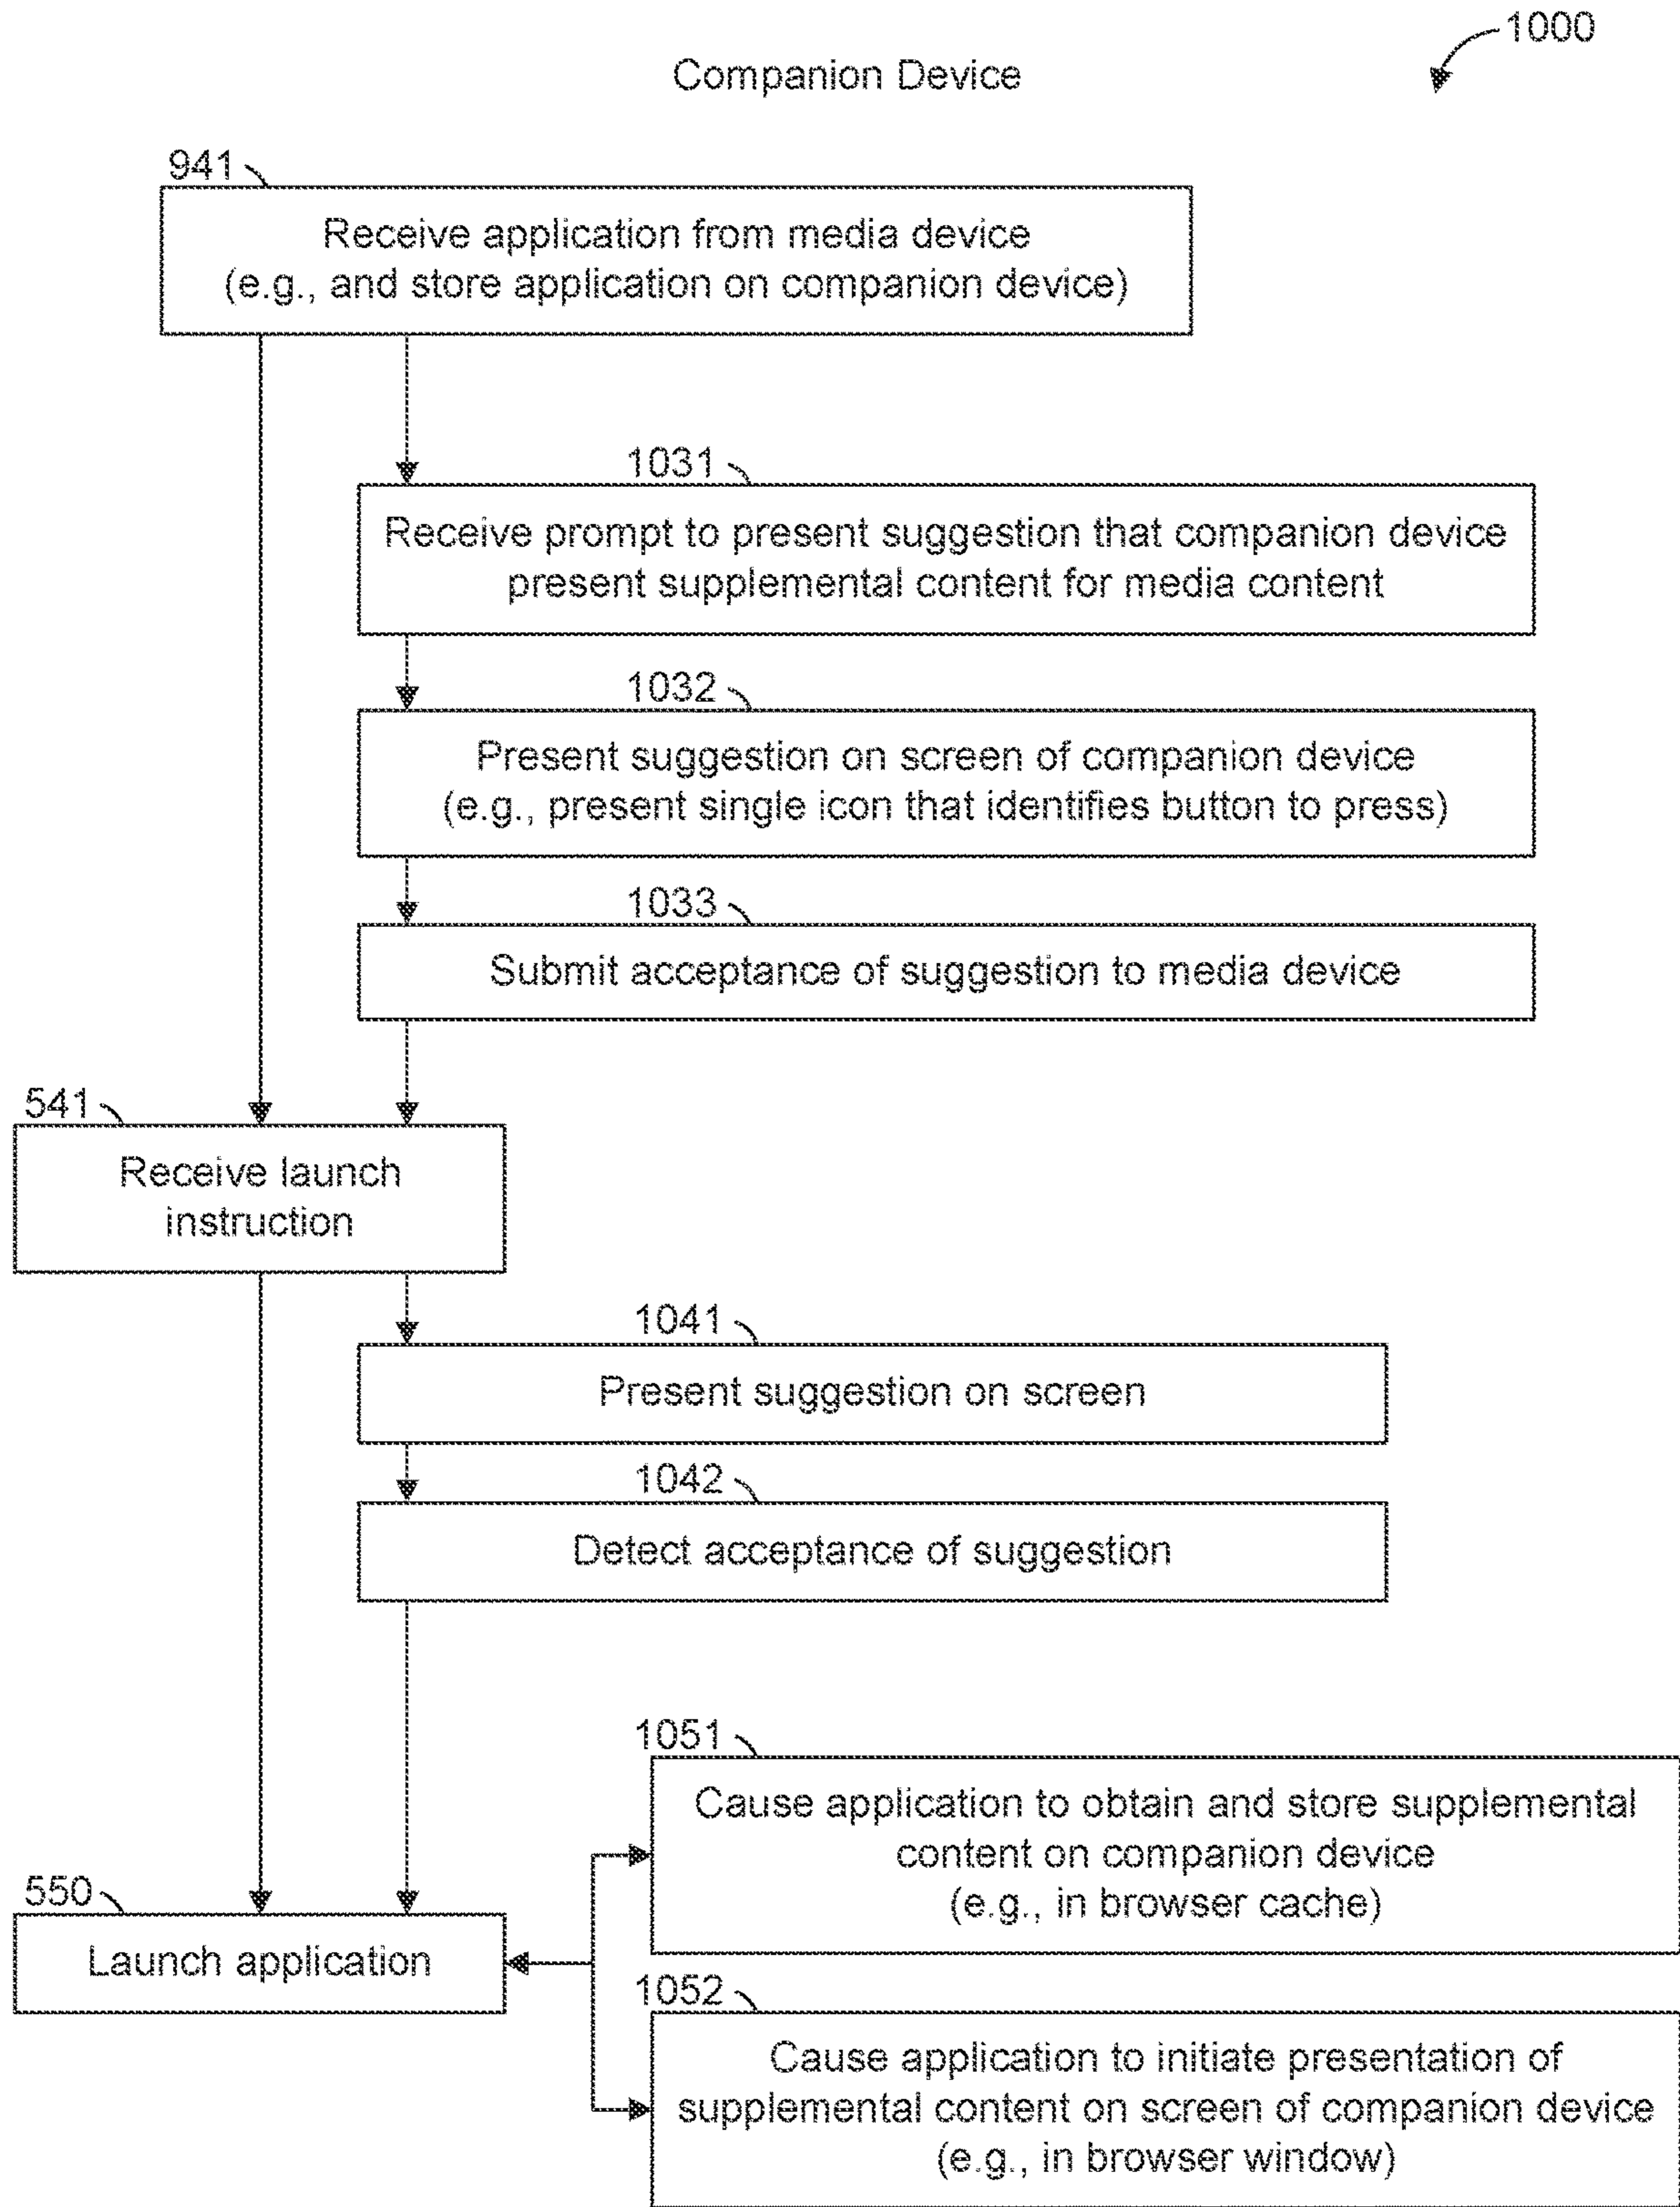 1000
Companion Device
941
Receive application from media device
(e.g., and store application on companion device)
1031
Receive prompt to present suggestion that companion device
present supplemental content for media content
1032
Present suggestion on screen of companion device
(e.g., present single icon that identifies button to press)
1033
Submit acceptance of suggestion to media device
541
Receive launch
instruction
1041
Present suggestion on screen
1042
Detect acceptance of suggestion
1051
Cause application to obtain and store supplemental
content on companion device
(e.g., in browser cache)
550
Launch application
1052
Cause application to initiate presentation of
supplemental content on screen of companion device
(e.g., in browser window)